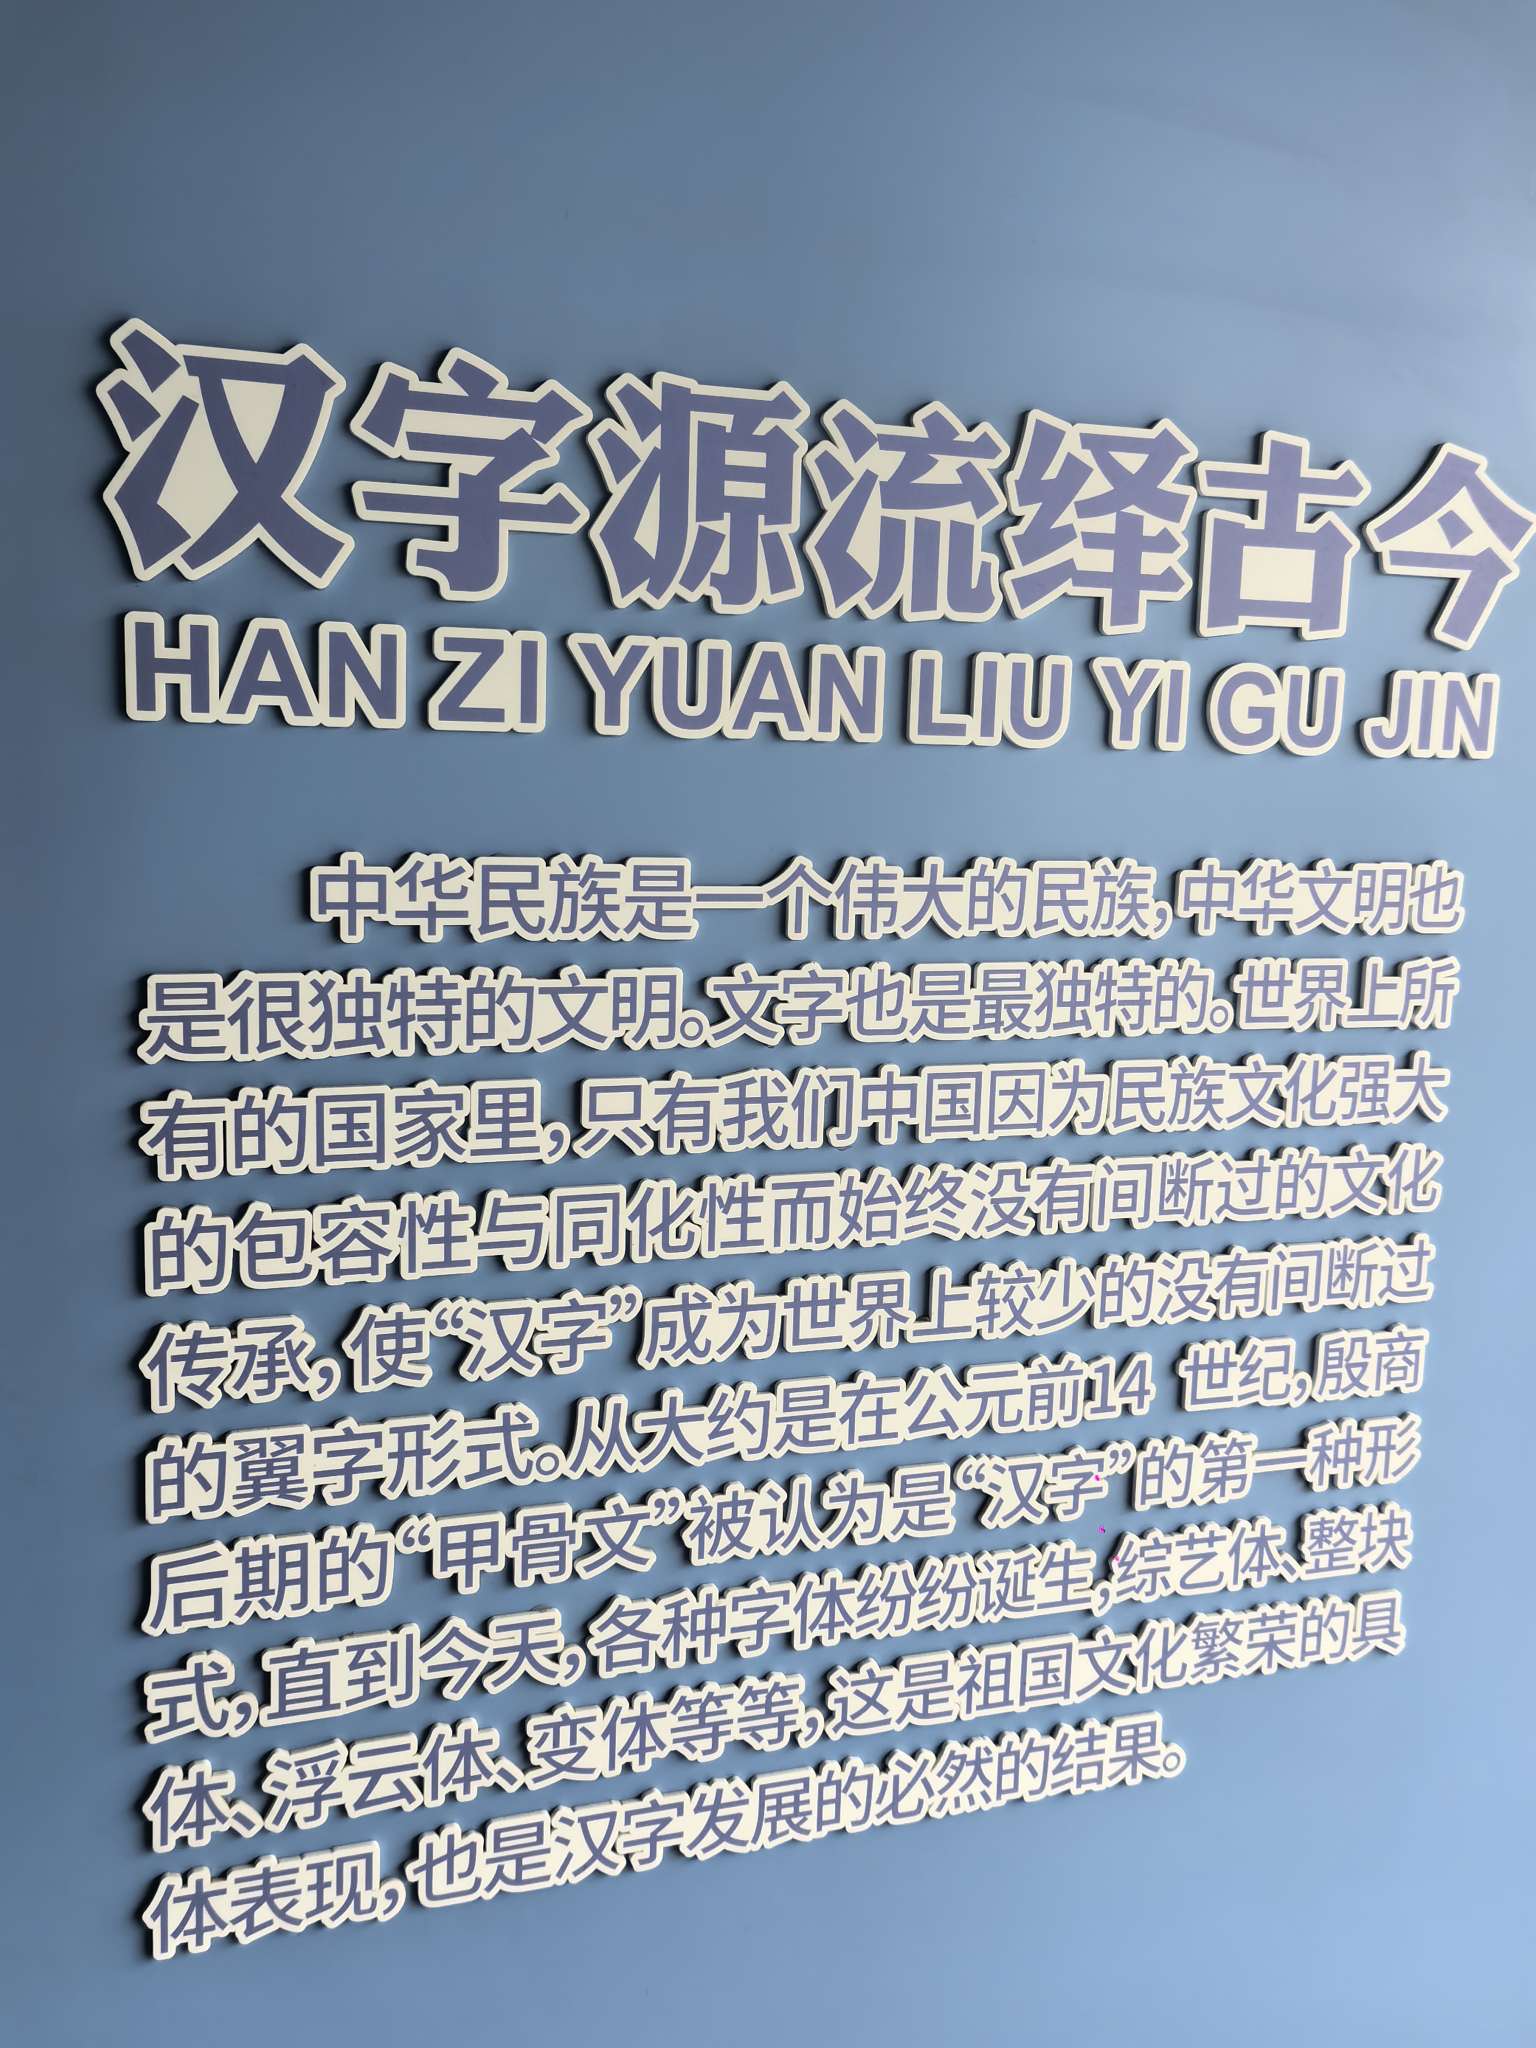 汉字源流绎古今
HAN ZI YUAN LIU YI GU JIN
中华民族是一个伟大的民族，中华文明也
是很独特的文明。文字也是最独特的。世界上所
有的国家里，只有我们中国因为民族文化强大
的包容性与同化性而始终没有间断过的文化
传承，使“汉字”成为世界上较少的没有间断过
的翼字形式。从大约是在公元前14 世纪，殷商
后期的“甲骨文”被认为是“汉字”的第一种形
式，直到今天，各种字体纷纷诞生，综艺体、整块
体、浮云体、变体等等，这是祖国文化繁荣的具
体表现，也是汉字发展的必然的结果。